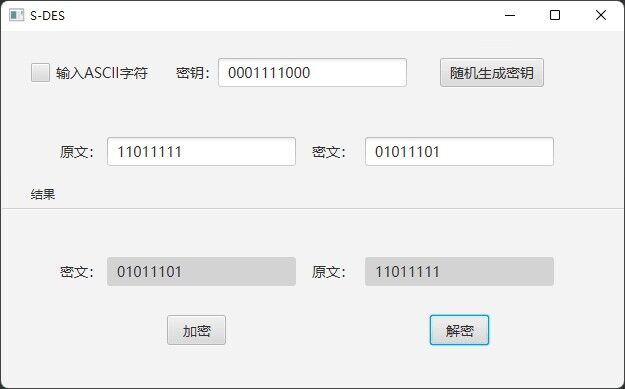 S-DES
输入ASCII字符 密钥： 0001111000 随机生成密钥
原文： 11011111 密文： 01011101
结果
密文： 01011101 原文： 11011111
加密 解密